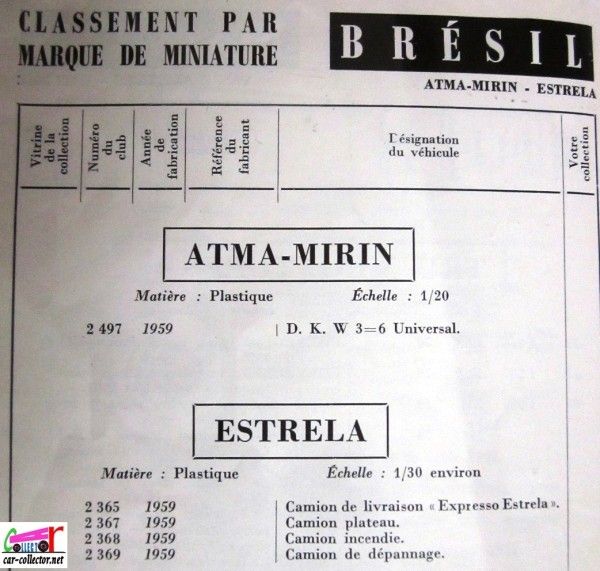 CLASSEMENT PAR
MARQUE DE MINIATURE
BRÉSIL
ATMA-MIRIN - ESTRELA
Vitrine de la collection
Numéro du club
Année de fabrication
Référence du fabricant
Désignation du véhicule
Votre collection
ATMA-MIRIN
Matière : Plastique Échelle : 1/20
2 497 1959 D. K. W 3=6 Universal.
ESTRELA
Matière : Plastique Échelle : 1/30 environ
2 365 1959 Camion de livraison « Expresso Estrela ».
2 367 1959 Camion plateau.
2 368 1959 Camion incendie.
2 369 1959 Camion de dépannage.
COLLECTOR
car-collector.net